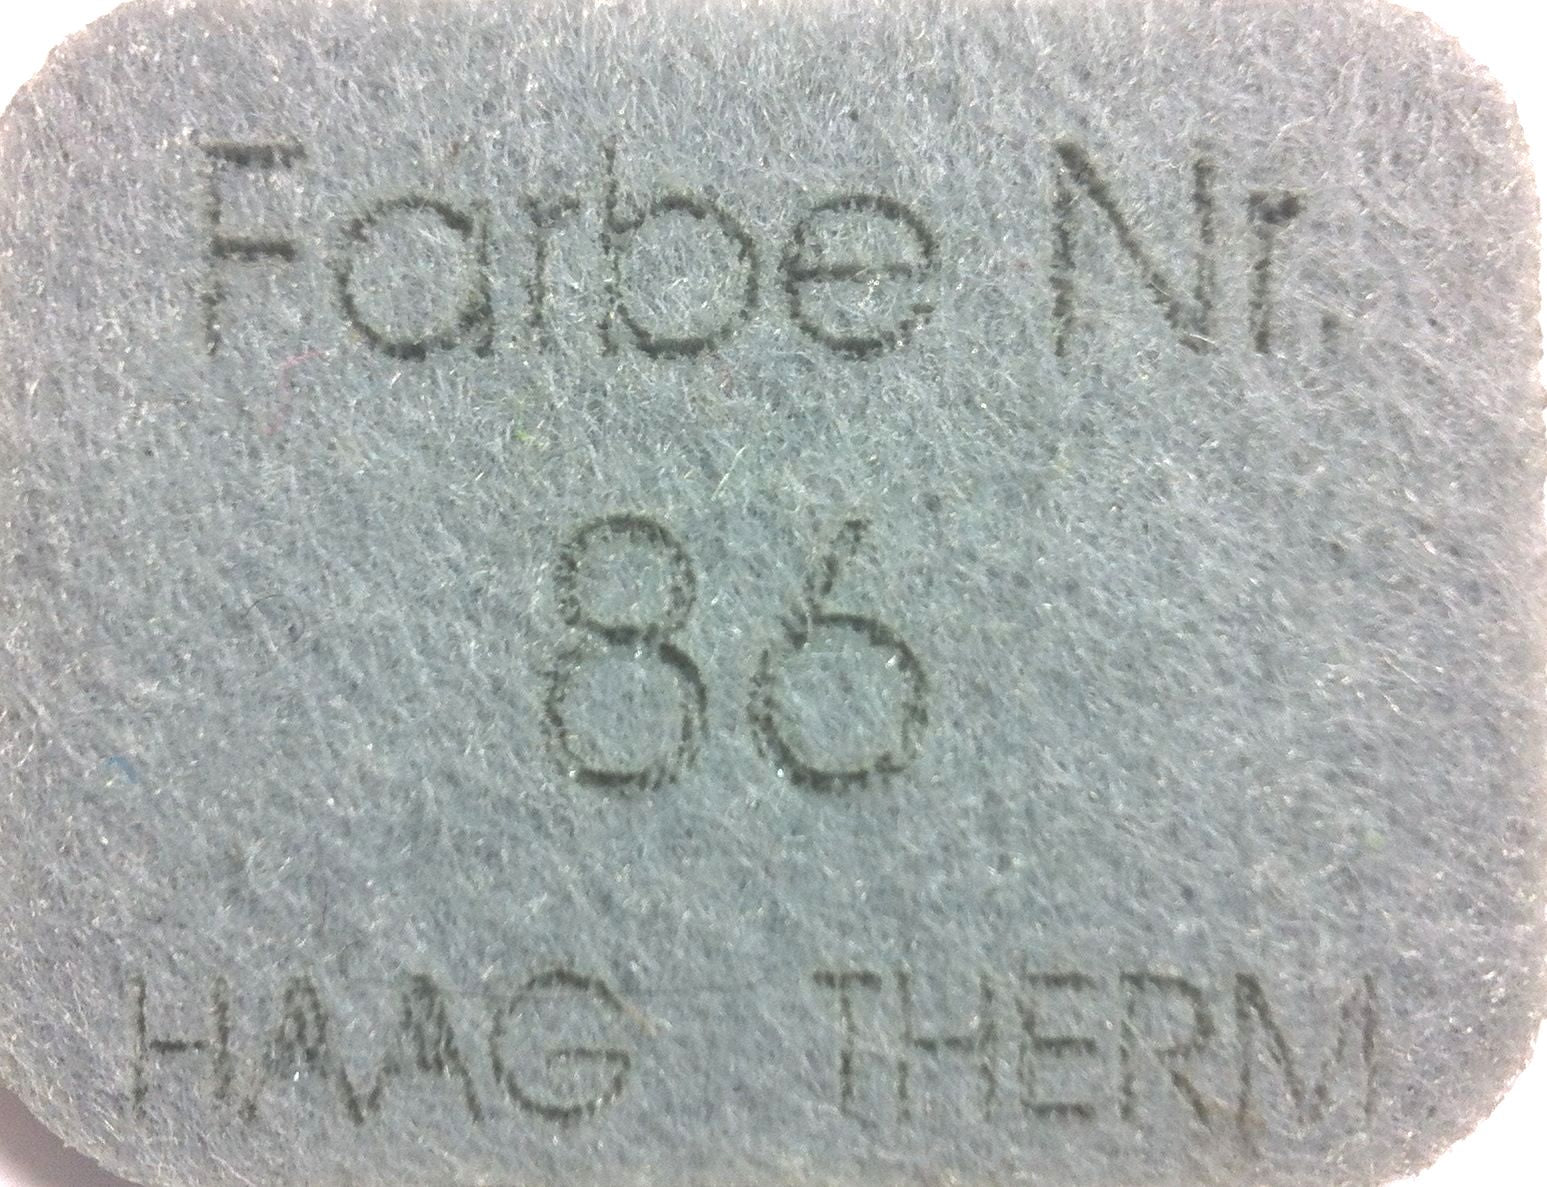 Farbe Nr.
86
HAAG THERM